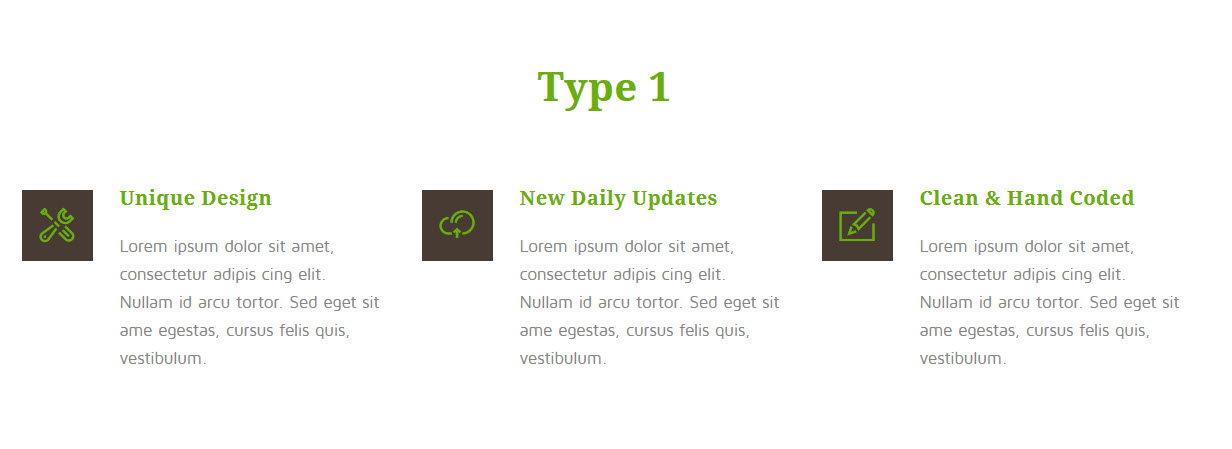 Type 1
Unique Design
Lorem ipsum dolor sit amet,
consectetur adipis cing elit.
Nullam id arcu tortor. Sed eget sit
ame egestas, cursus felis quis,
vestibulum.
New Daily Updates
Lorem ipsum dolor sit amet,
consectetur adipis cing elit.
Nullam id arcu tortor. Sed eget sit
ame egestas, cursus felis quis,
vestibulum.
Clean & Hand Coded
Lorem ipsum dolor sit amet,
consectetur adipis cing elit.
Nullam id arcu tortor. Sed eget sit
ame egestas, cursus felis quis,
vestibulum.